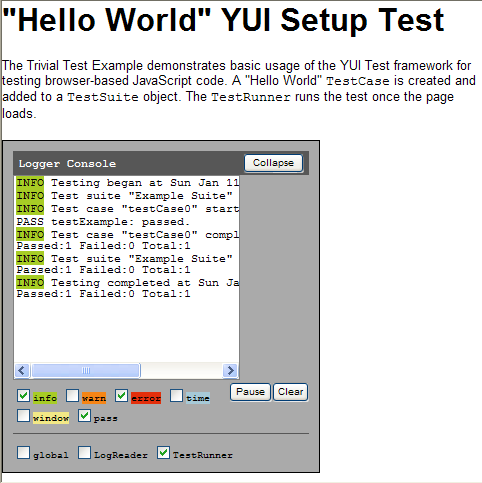 "Hello World" YUI Setup Test
The Trivial Test Example demonstrates basic usage of the YUI Test framework for
testing browser-based JavaScript code. A "Hello World" TestCase is created and
added to a TestSuite object. The TestRunner runs the test once the page
loads.
Logger Console Collapse
INFO Testing began at Sun Jan 11
INFO Test suite "Example Suite"
INFO Test case "testCase0" start
PASS testExample: passed.
INFO Test case "testCase0" compl
Passed:1 Failed:0 Total:1
INFO Test suite "Example Suite"
Passed:1 Failed:0 Total:1
INFO Testing completed at Sun Ja
Passed:1 Failed:0 Total:1
info warn error time Pause Clear
window pass
global LogReader TestRunner